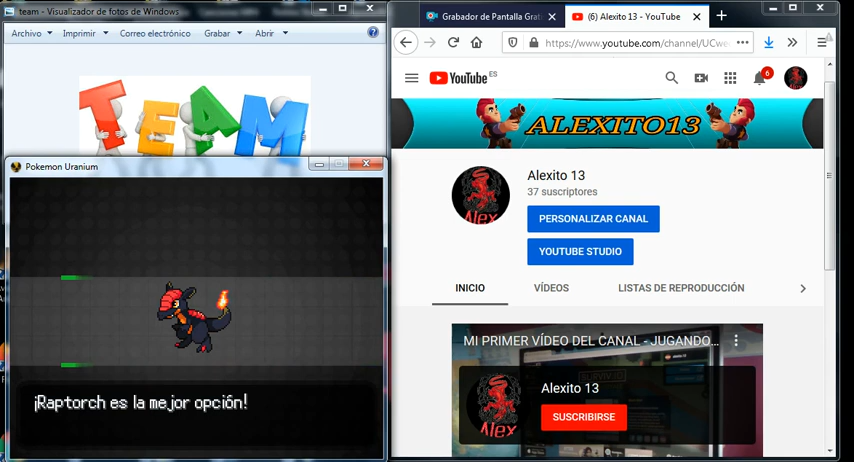 team - Visualizador de fotos de Windows
Archivo
Imprimir
Correo electrónico
Grabar
Abrir
TEAM
Pokemon Uranium
¡Raptorch es la mejor opción!
Grabador de Pantalla Grati
(6) Alexito 13 - YouTube
https://www.youtube.com/channel/UCw
YouTube ES
6
ALEXITO13
Alex
Alexito 13
37 suscriptores
PERSONALIZAR CANAL
YOUTUBE STUDIO
INICIO
VÍDEOS
LISTAS DE REPRODUCCIÓN
MI PRIMER VÍDEO DEL CANAL - JUGANDO...
Alex
Alexito 13
SUSCRIBIRSE